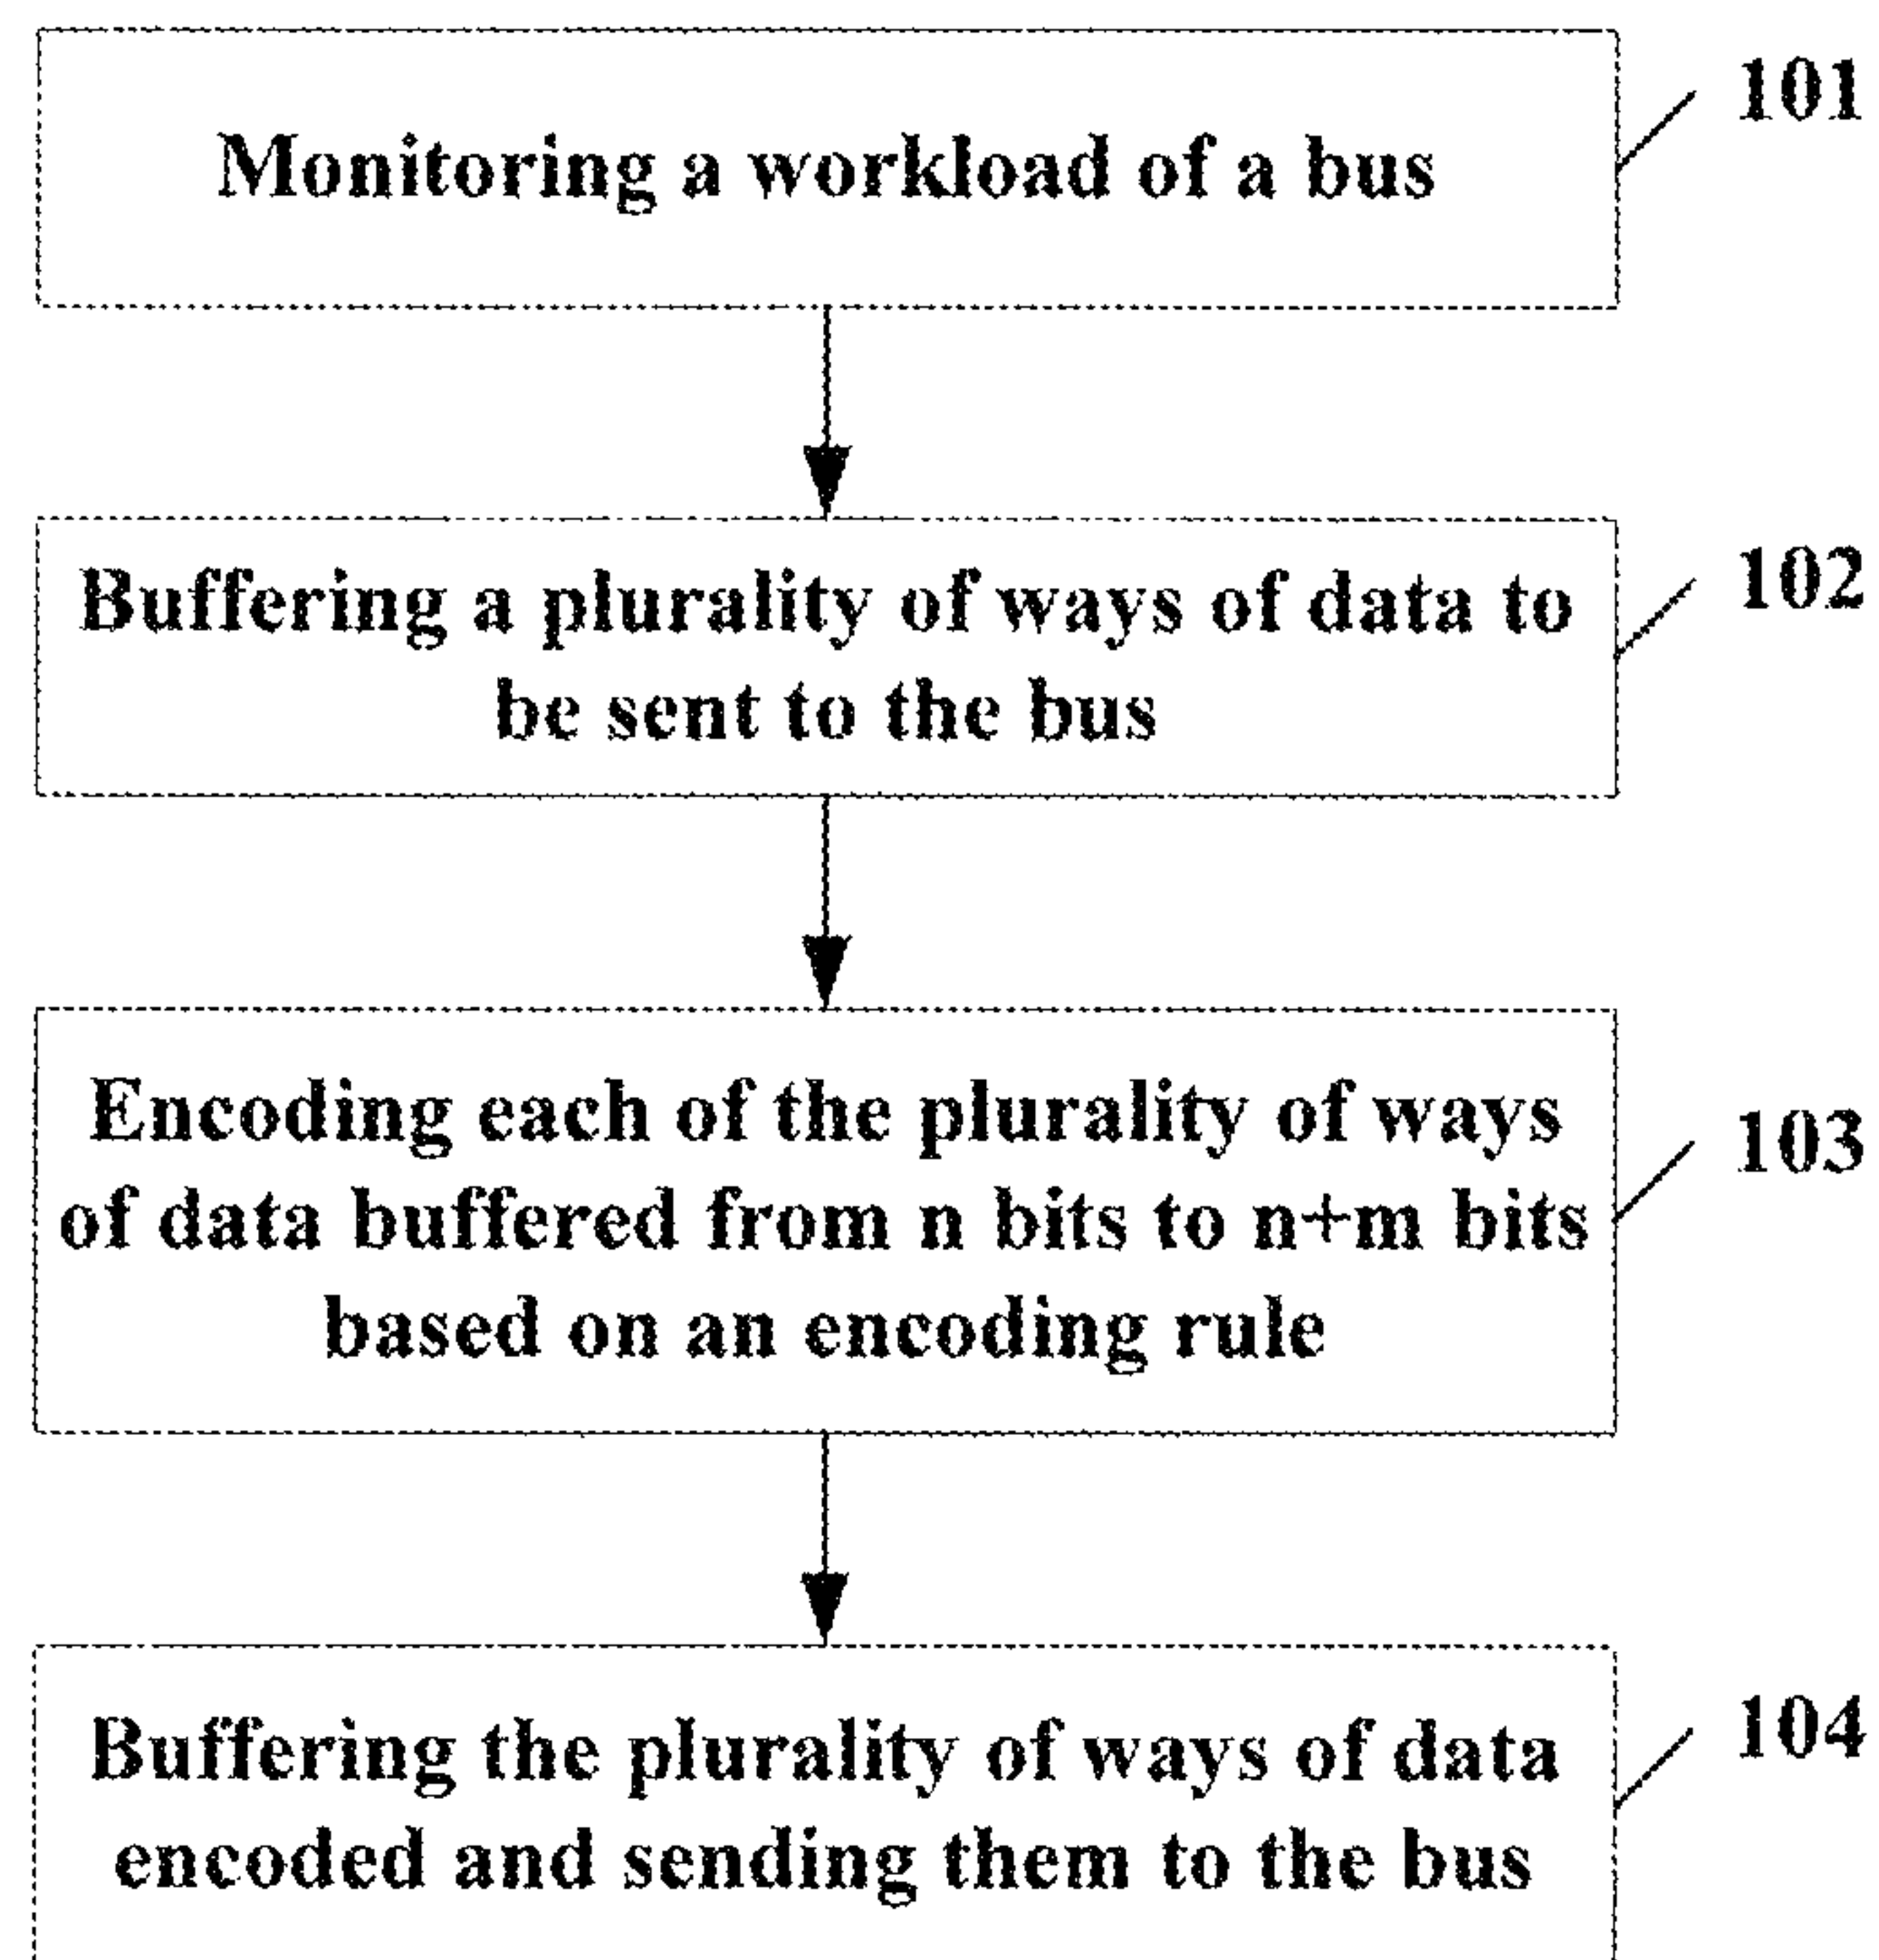 Monitoring a workload of a bus
101
Buffering a plurality of ways of data to
be sent to the bus
102
Encoding each of the plurality of ways
of data buffered from n bits to n+m bits
based on an encoding rule
103
Buffering the plurality of ways of data
encoded and sending them to the bus
104